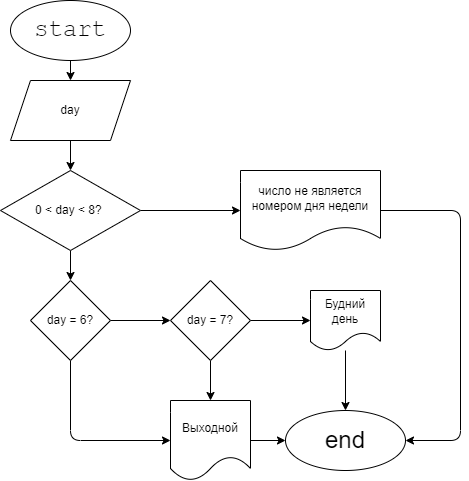 start
day
0 < day < 8?
число не является
номером дня недели
day = 6?
day = 7?
Будний
день
Выходной
end